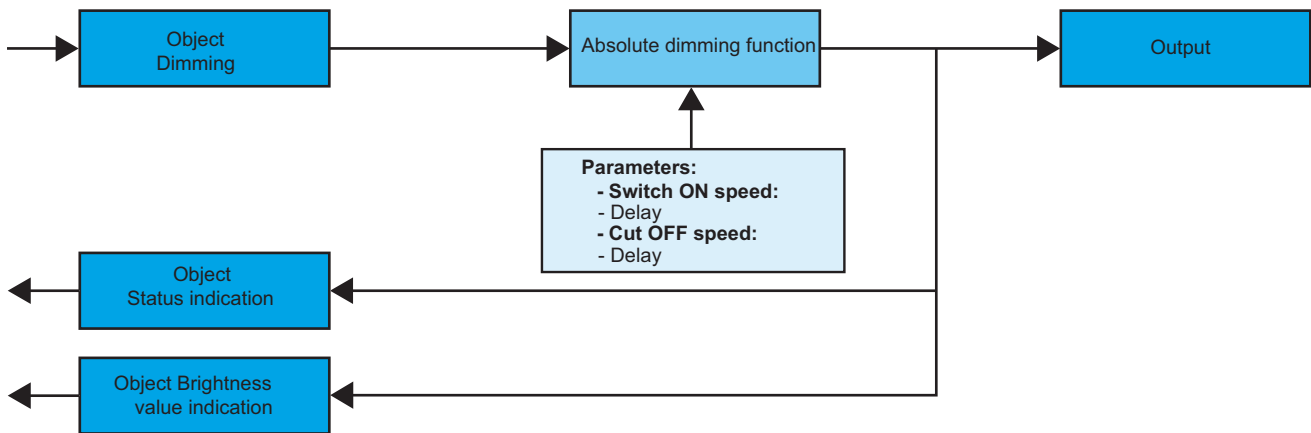 Object
Dimming
Absolute dimming function
Output
Parameters:
- Switch ON speed:
- Delay
- Cut OFF speed:
- Delay
Object
Status indication
Object Brightness
value indication